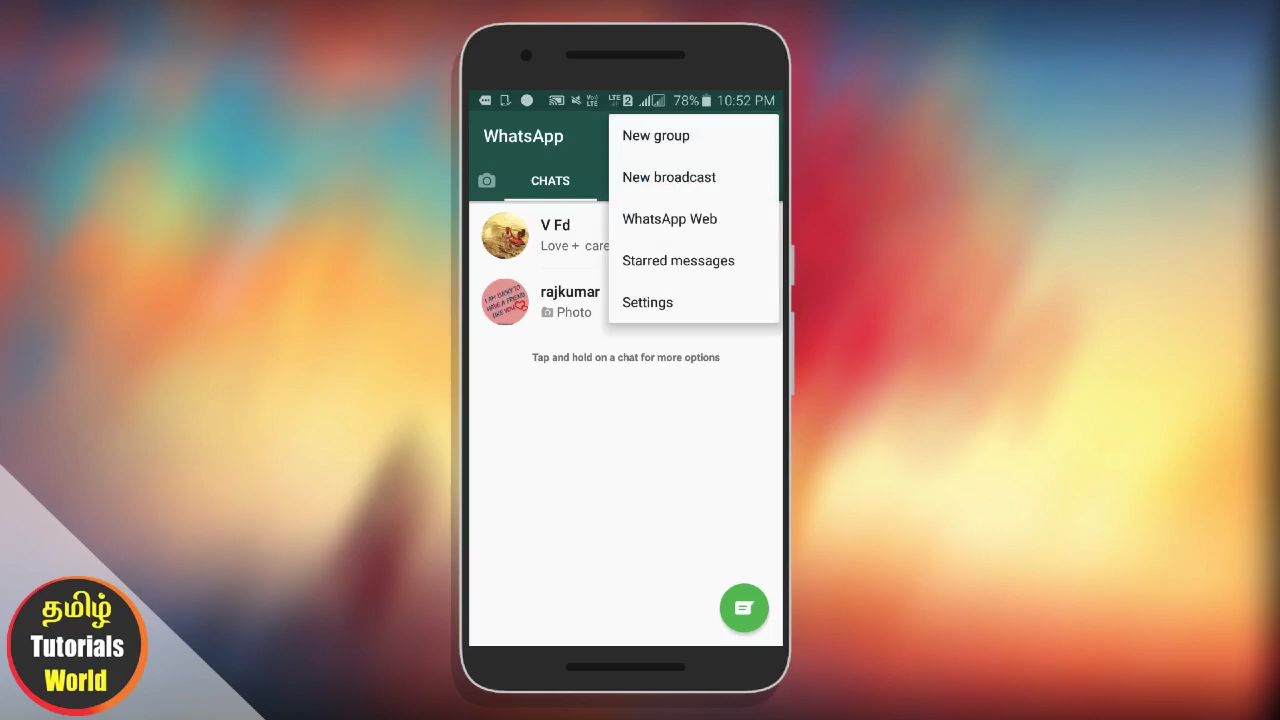 78% 10:52 PM
WhatsApp
CHATS
New group
New broadcast
WhatsApp Web
Starred messages
Settings
V Fd
Love + care
rajkumar
Photo
Tap and hold on a chat for more options
தமிழ்
Tutorials
World